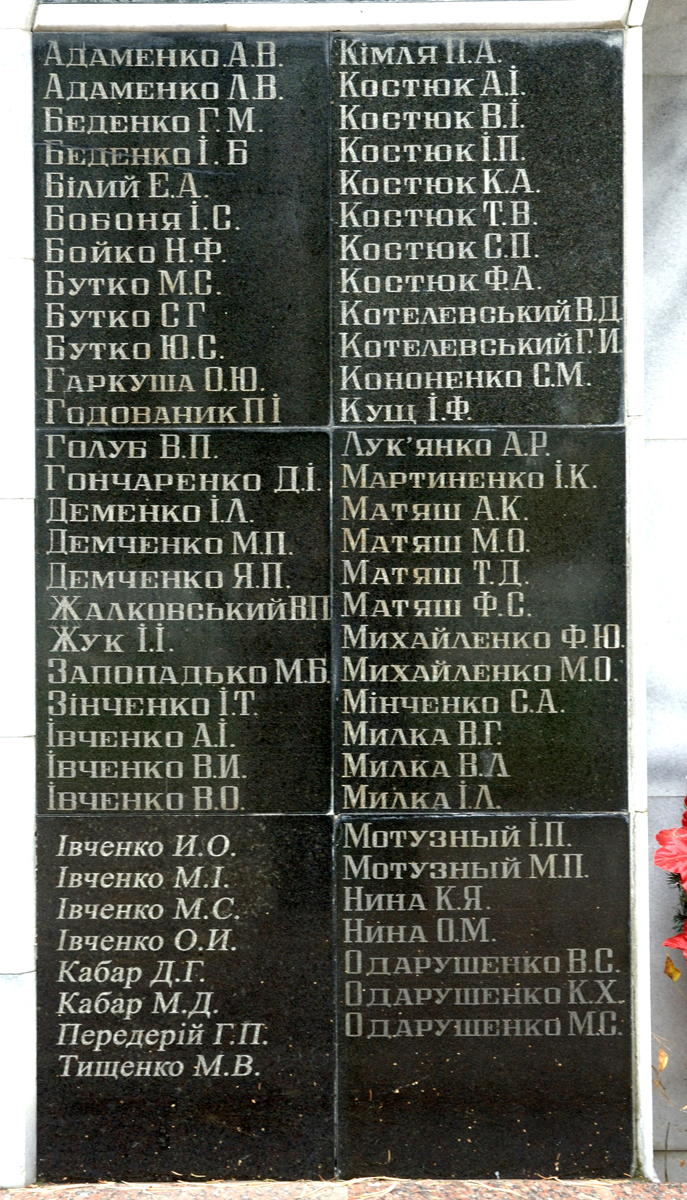 Адаменко А.В.
Адаменко Л.В.
Беденко Г.М.
Беденко І.Б
Білий Е.А.
Бобоня І.С.
Бойко Н.Ф.
Бутко М.С.
Бутко С Г
Бутко Ю.С.
Гаркуша О.Ю.
Годованик П І
Голуб В.П.
Гончаренко Д.І.
Деменко І.Л.
Демченко М.П.
Демченко Я.П.
Жалковський В.П
Жук І.І.
Запопадько М.Б.
Зінченко І.Т.
Івченко А.І.
Івченко В.И.
Івченко В.О.
Івченко И.О.
Івченко М.І.
Івченко М.С.
Івченко О.И.
Кабар Д.Г.
Кабар М.Д.
Передерій Г.П.
Тищенко М.В.
Кімля П.А.
Костюк А.І.
Костюк В.І.
Костюк І.П.
Костюк К.А.
Костюк Т.В.
Костюк С.П.
Костюк Ф.А.
Котелевський В.Д.
Котелевський Г.И.
Кононенко С.М.
Кущ І.Ф.
Лук'янко А.Р.
Мартиненко І.К.
Матяш А.К.
Матяш М.О.
Матяш Т.Д.
Матяш Ф.С.
Михайленко Ф.Ю.
Михайленко М.О.
Мінченко С.А.
Милка В.Г.
Милка В.Л
Милка І.Л.
Мотузный І.П.
Мотузный М.П.
Нина К.Я.
Нина О.М.
Одарушенко В.С.
Одарушенко К.Х.
Одарушенко М.С.